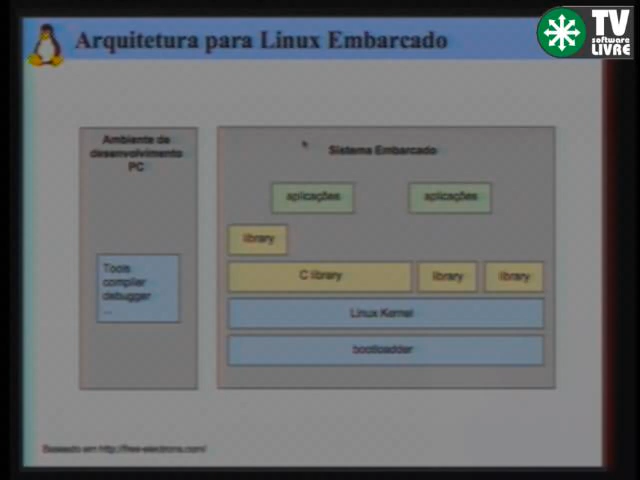 Arquitetura para Linux Embarcado
TV
software
LIVRE
Ambiente de
desenvolvimento
PC
Sistema Embarcado
aplicações
aplicações
library
Tools
compiler
debugger
...
C library
library
library
Linux Kernel
bootloadder
Baseado em http://free-electrons.com/